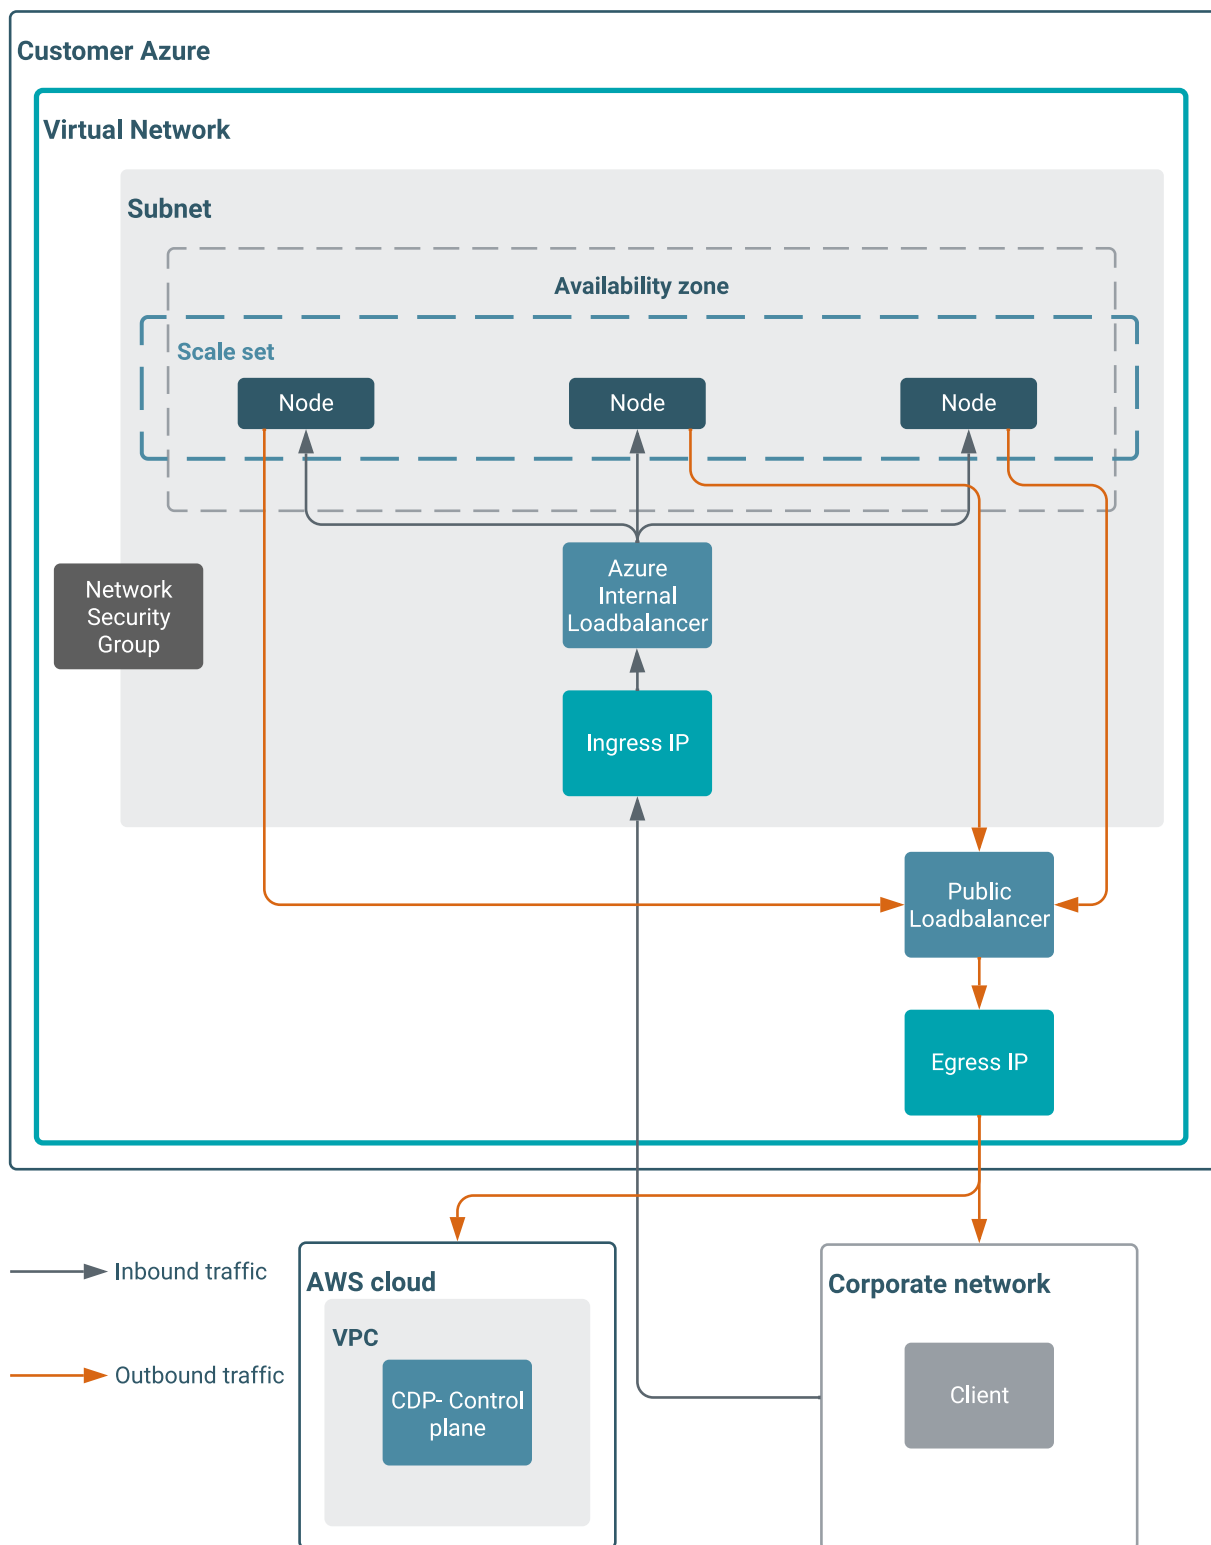 Customer Azure
Virtual Network
Subnet
Availability zone
Scale set
Node
Node
Node
Azure
Internal
Loadbalancer
Network
Security
Group
Ingress IP
Public
Loadbalancer
Egress IP
Inbound traffic
Outbound traffic
AWS cloud
VPC
CDP- Control
plane
Corporate network
Client